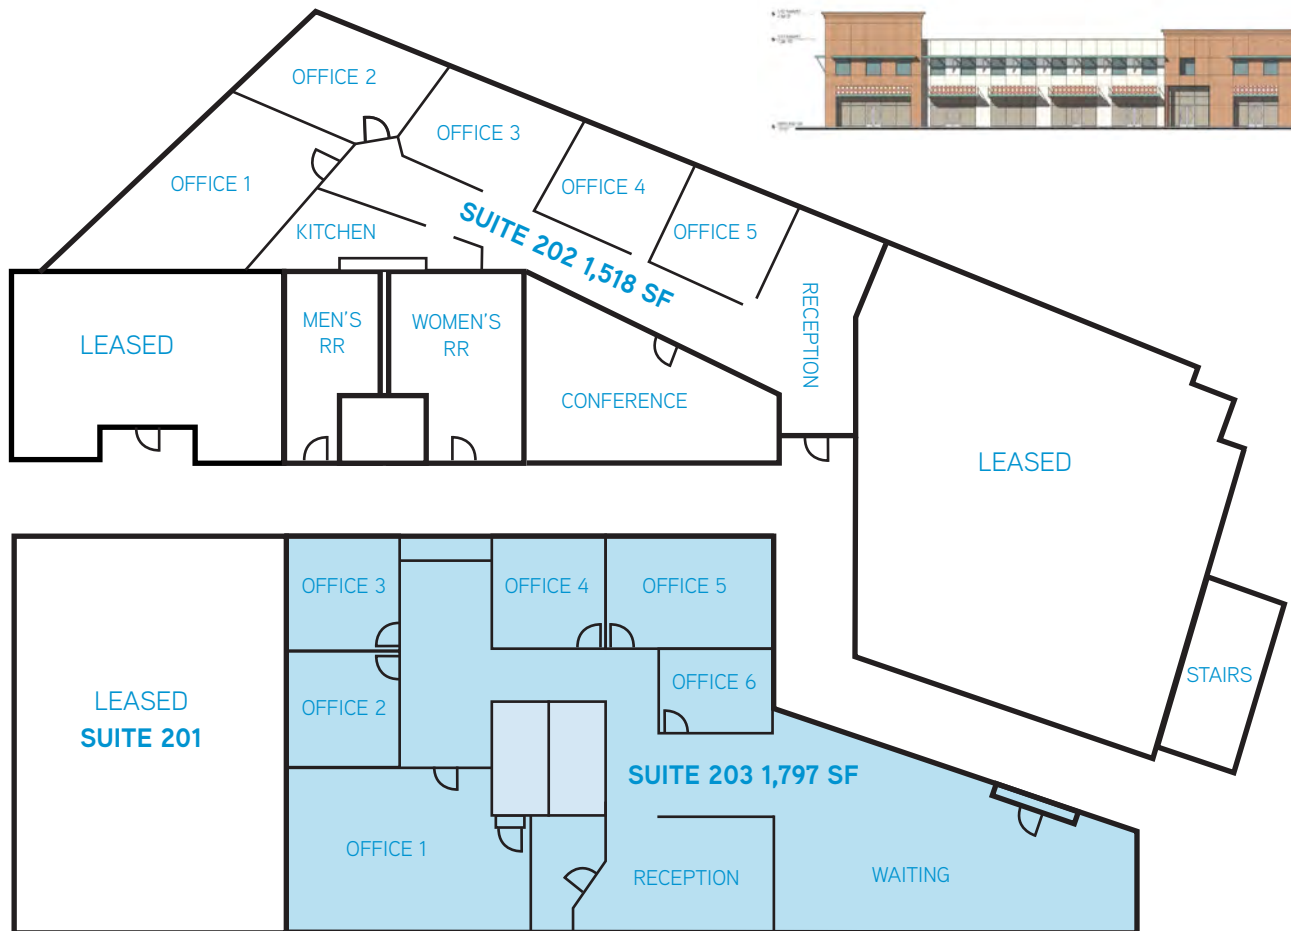 OFFICE 2
OFFICE 3
OFFICE 1
OFFICE 4
OFFICE 5
KITCHEN
SUITE 202 1,518 SF
RECEPTION
LEASED
MEN'S
RR
WOMEN'S
RR
CONFERENCE
LEASED
OFFICE 3
OFFICE 4
OFFICE 5
STAIRS
OFFICE 6
LEASED
SUITE 201
OFFICE 2
SUITE 203 1,797 SF
OFFICE 1
RECEPTION
WAITING